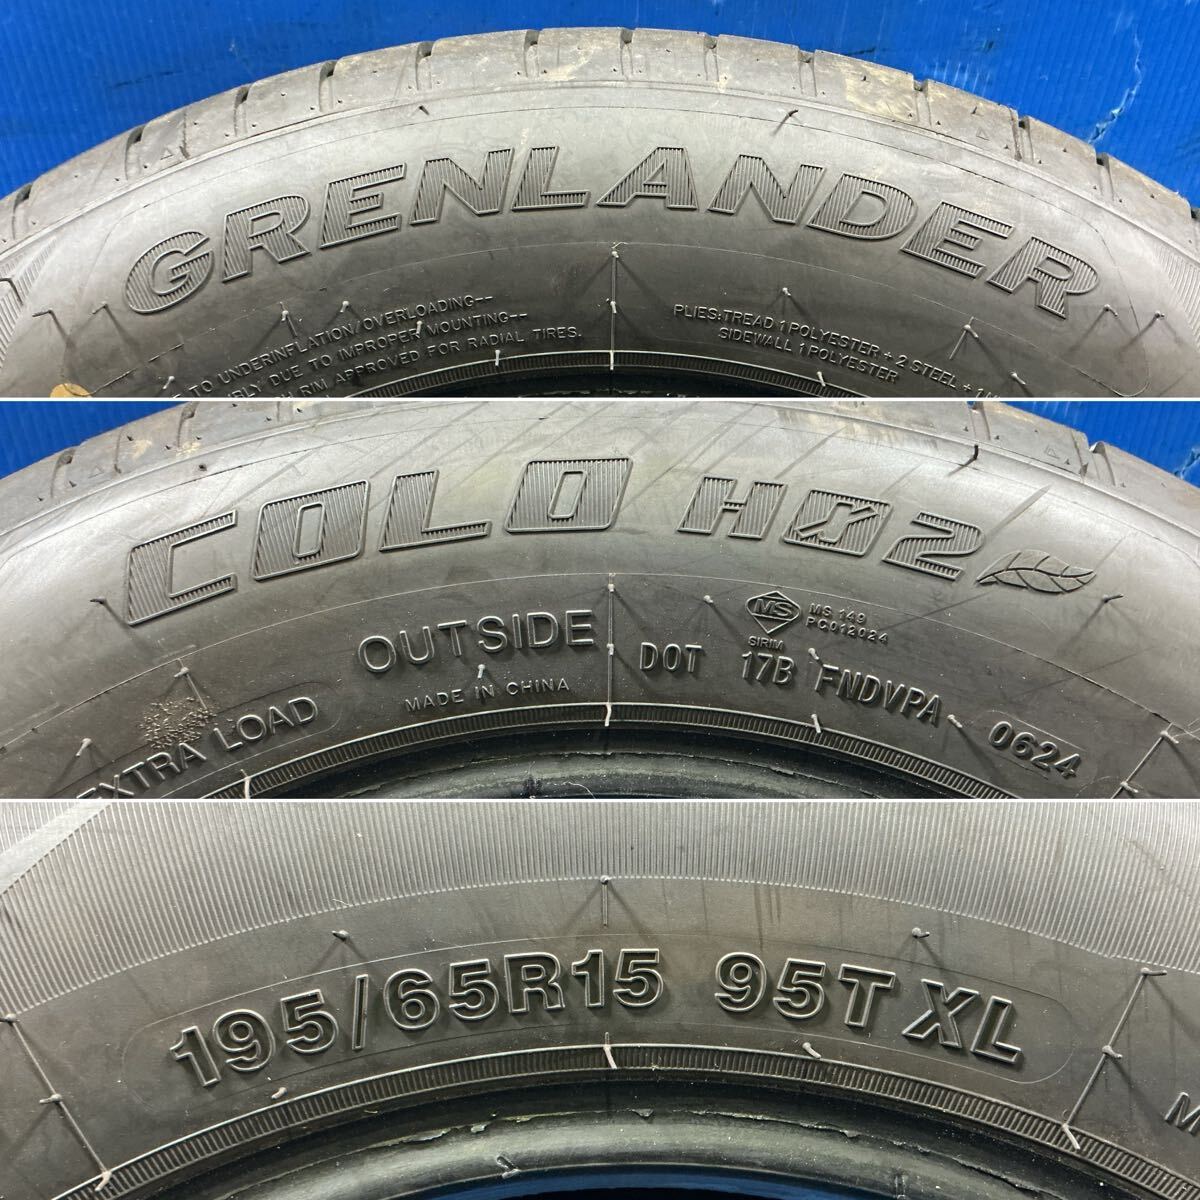 GRENLANDER
TO UNDERINFLATION/OVERLOADING--
DUE TO IMPROPER MOUNTING--
RIM APPROVED FOR RADIAL TIRES.
PLIES: TREAD 1 POLYESTER + 2 STEEL + 1
SIDEWALL 1 POLYESTER
COLO H02
OUTSIDE
MADE IN CHINA
EXTRA LOAD
MS
SIRIM
MS 149
PC012024
DOT 17B FNDVPA 0624
195/65R15 95T XL
M